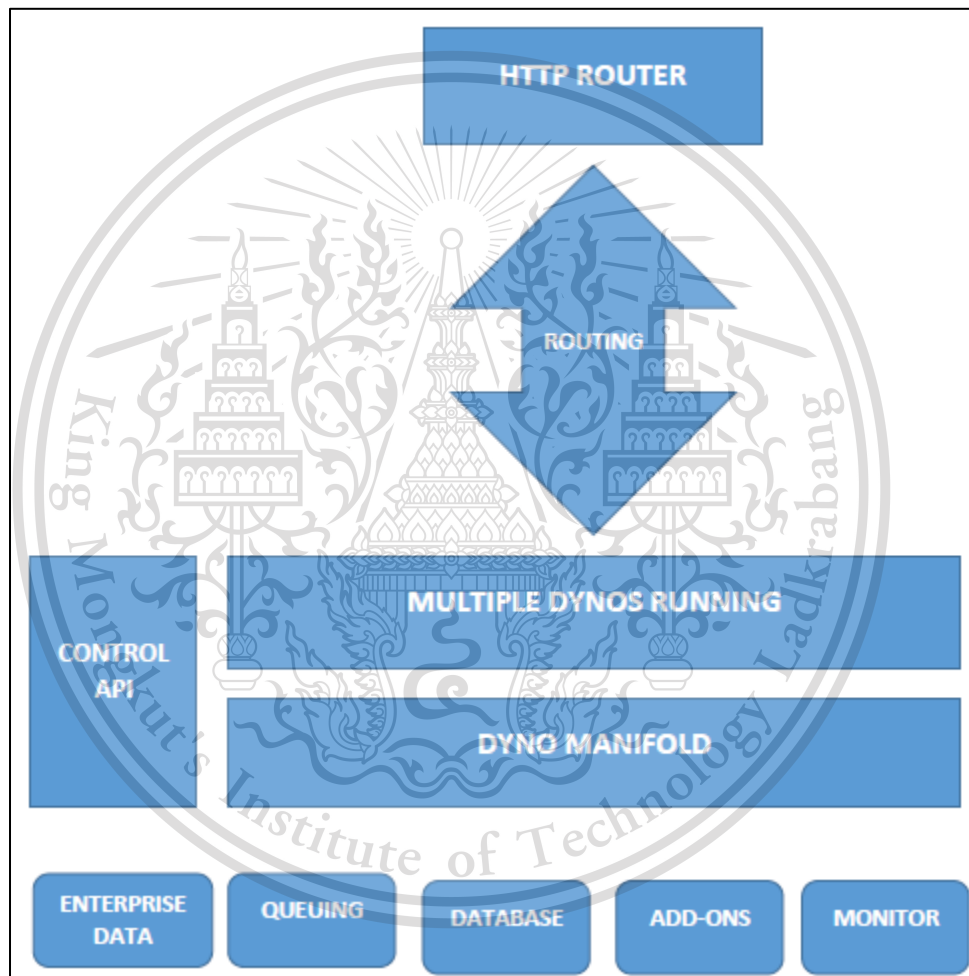 HTTP ROUTER
ROUTING
MULTIPLE DYNOS RUNNING
CONTROL
API
DYNO MANIFOLD
ENTERPRISE
DATA
QUEUING
DATABASE
ADD-ONS
MONITOR
King Mongkut's Institute of Technology Ladkrabang